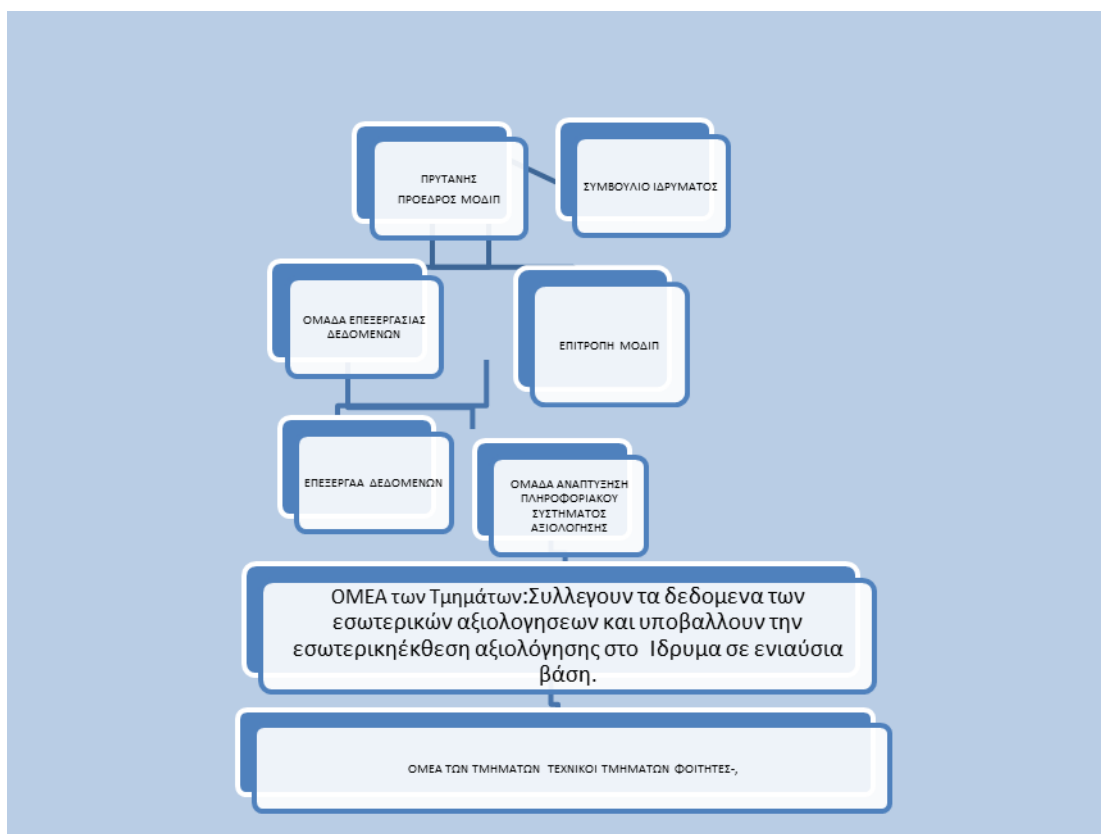 ΠΡΥΤΑΝΗΣ
ΠΡΟΕΔΡΟΣ ΜΟΔΙΠ
ΣΥΜΒΟΥΛΙΟ ΙΔΡΥΜΑΤΟΣ
ΟΜΑΔΑ ΕΠΕΞΕΡΓΑΣΙΑΣ
ΔΕΔΟΜΕΝΩΝ
ΕΠΙΤΡΟΠΗ ΜΟΔΙΠ
ΕΠΕΞΕΡΓΑΑ ΔΕΔΟΜΕΝΩΝ
ΟΜΑΔΑ ΑΝΑΠΤΥΞΗΣΗ
ΠΛΗΡΟΦΟΡΙΑΚΟΥ
ΣΥΣΤΗΜΑΤΟΣ
ΑΞΙΟΛΟΓΗΣΗΣ
ΟΜΕΑ των Τμημάτων:Συλλεγουν τα δεδομενα των
εσωτερικών αξιολογησεων και υποβαλλουν την
εσωτερικηέκθεση αξιολόγησης στο Ιδρυμα σε ενιαύσια
βάση.
ΟΜΕΑ ΤΩΝ ΤΜΗΜΑΤΩΝ ΤΕΧΝΙΚΟΙ ΤΜΗΜΑΤΩΝ ΦΟΙΤΗΤΕΣ-,